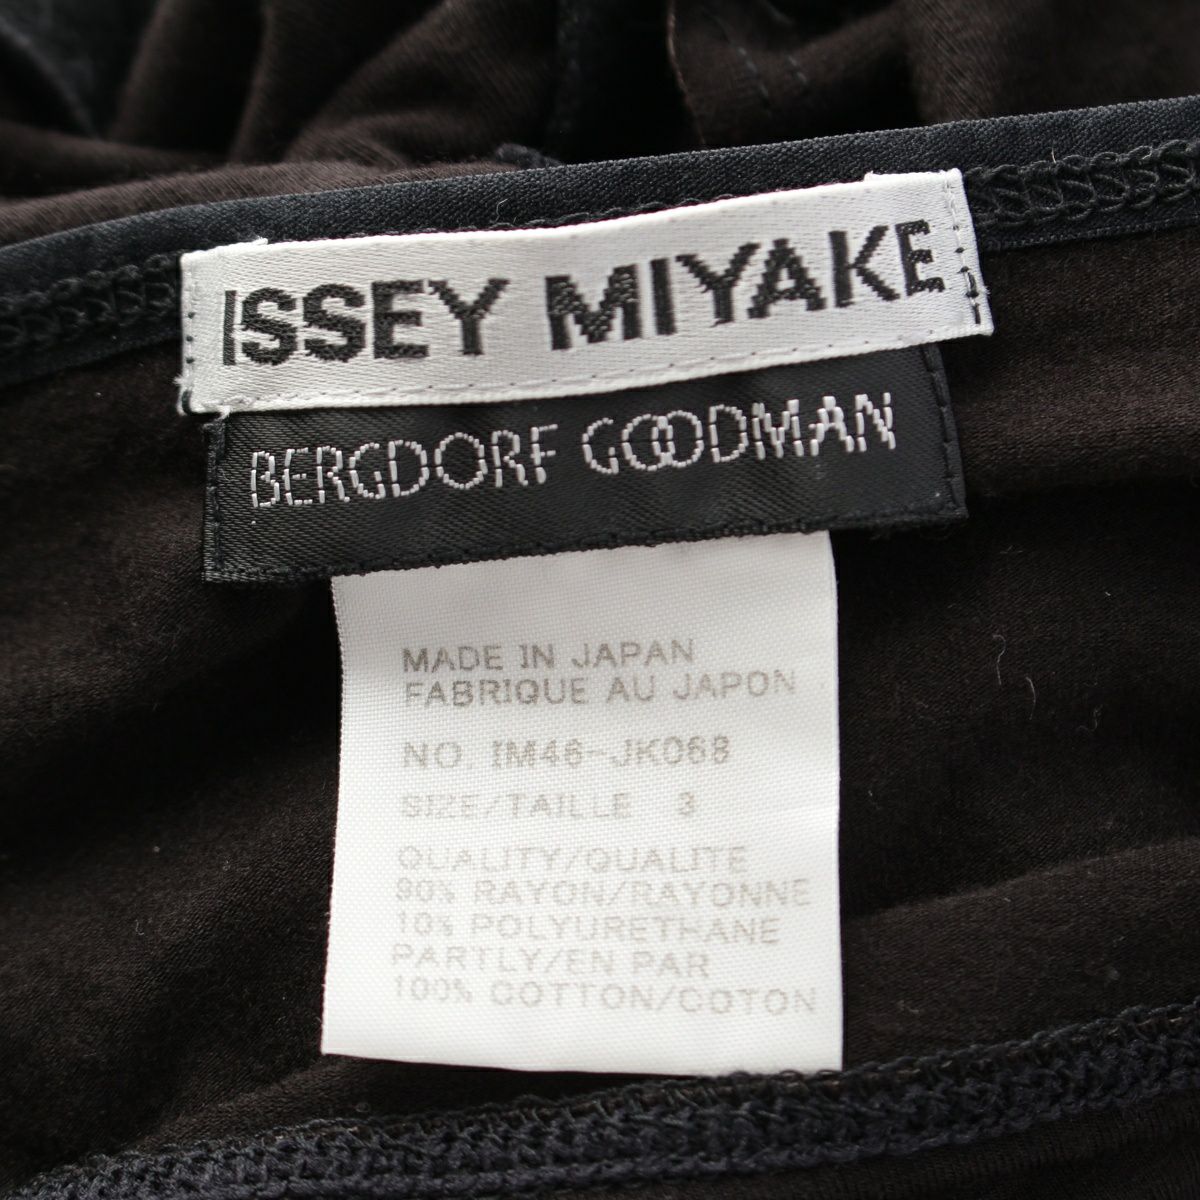 ISSEY MIYAKE
BERGDORF GOODMAN
MADE IN JAPAN
FABRIQUE AU JAPON
NO. IM46-JK068
SIZE/TAILLE 3
QUALITY/QUALITE
90% RAYON/RAYONNE
10% POLYURETHANE
PARTLY/EN PAR
100% COTTON/COTON